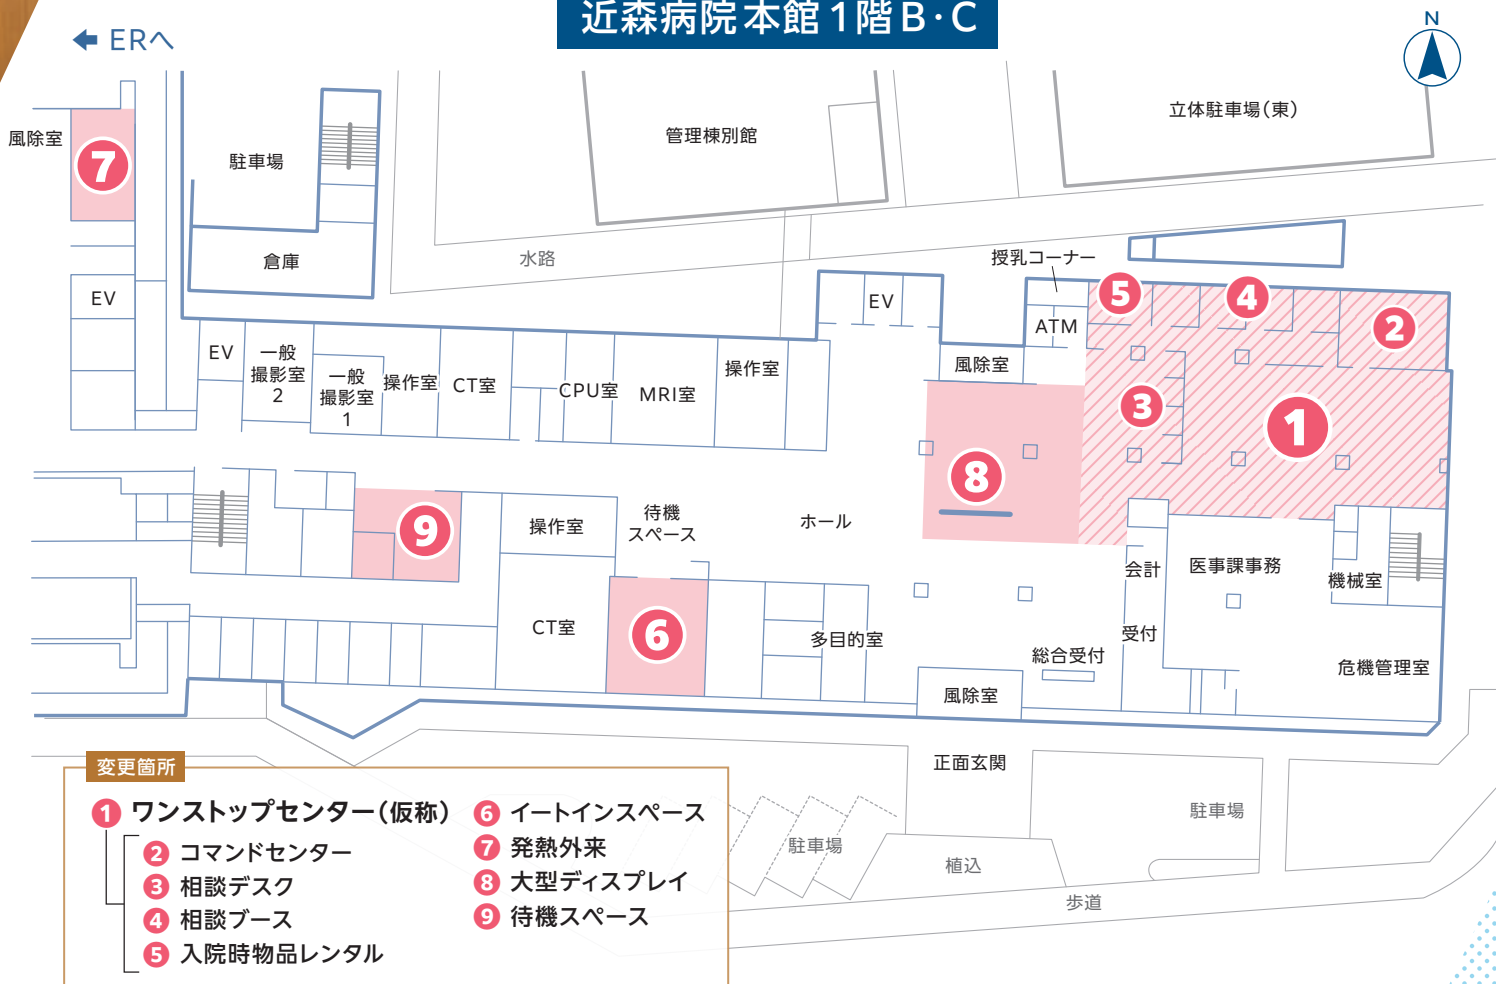 近森病院 本館 1階 B・C
ERへ
N
風除室
7
駐車場
管理棟別館
立体駐車場(東)
倉庫
水路
授乳コーナー
EV
EV
5
4
2
ATM
風除室
EV
一般
撮影室
2
一般
撮影室
1
操作室
CT室
CPU室
MRI室
操作室
3
1
8
9
操作室
待機
スペース
ホール
会計
医事課事務
機械室
CT室
6
多目的室
受付
総合受付
危機管理室
風除室
正面玄関
駐車場
駐車場
植込
歩道
変更箇所
1 ワンストップセンター(仮称)
2 コマンドセンター
3 相談デスク
4 相談ブース
5 入院時物品レンタル
6 イートインスペース
7 発熱外来
8 大型ディスプレイ
9 待機スペース